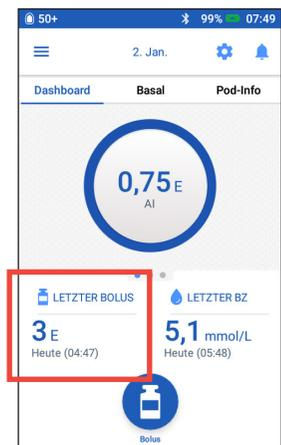 50+ 99% 07:49
2. Jan.
Dashboard Basal Pod-Info
0,75 E
AI
LETZTER BOLUS LETZTER BZ
3 E 5,1 mmol/L
Heute (04:47) Heute (05:48)
Bolus